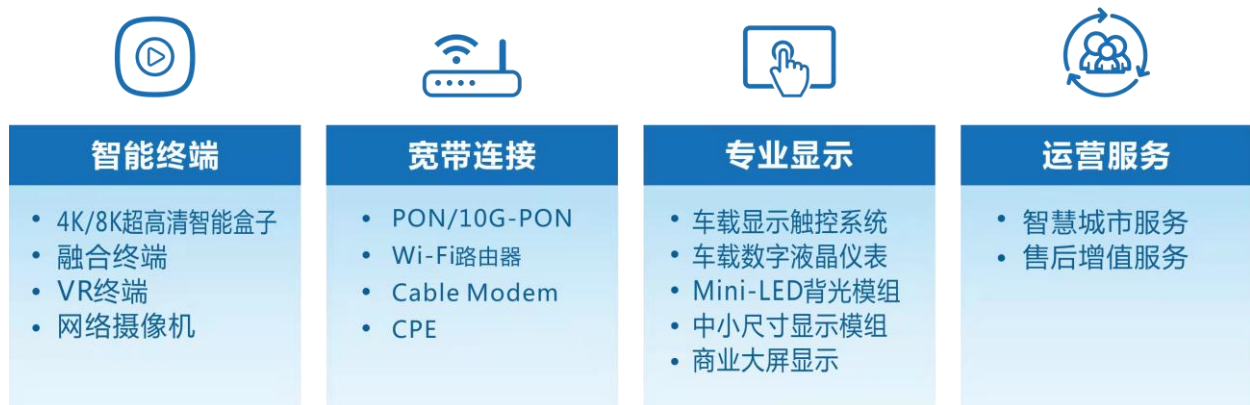 智能终端
• 4K/8K超高清智能盒子
• 融合终端
• VR终端
• 网络摄像机
宽带连接
• PON/10G-PON
• Wi-Fi路由器
• Cable Modem
• CPE
专业显示
• 车载显示触控系统
• 车载数字液晶仪表
• Mini-LED背光模组
• 中小尺寸显示模组
• 商业大屏显示
运营服务
• 智慧城市服务
• 售后增值服务